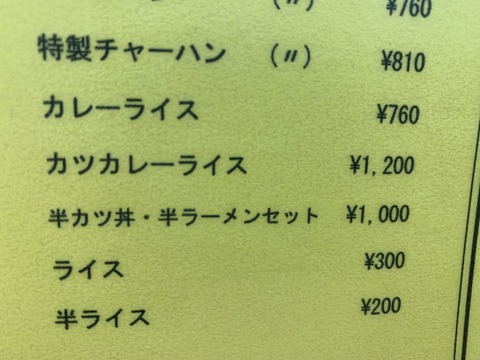 (〃) ¥760
特製チャーハン (〃) ¥810
カレーライス ¥760
カツカレーライス ¥1,200
半カツ丼・半ラーメンセット ¥1,000
ライス ¥300
半ライス ¥200